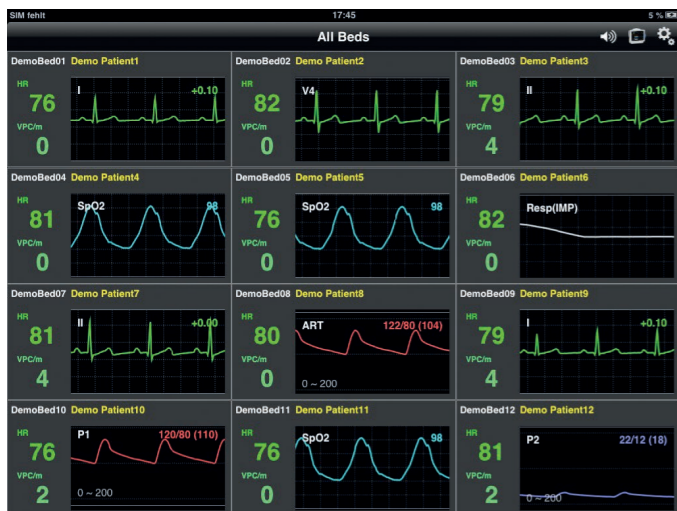 SIM fehlt 17:45 5 %
All Beds
DemoBed01 Demo Patient1
HR
76
VPC/m
0
I +0.10
DemoBed02 Demo Patient2
HR
82
VPC/m
0
V4
DemoBed03 Demo Patient3
HR
79
VPC/m
4
II +0.10
DemoBed04 Demo Patient4
HR
81
VPC/m
0
SpO2 98
DemoBed05 Demo Patient5
HR
76
VPC/m
0
SpO2 98
DemoBed06 Demo Patient6
HR
82
VPC/m
0
Resp(IMP)
DemoBed07 Demo Patient7
HR
81
VPC/m
4
II +0.00
DemoBed08 Demo Patient8
HR
80
VPC/m
0
ART 122/80 (104)
0 ~ 200
DemoBed09 Demo Patient9
HR
79
VPC/m
4
I +0.10
DemoBed10 Demo Patient10
HR
76
VPC/m
2
P1 120/80 (110)
0 ~ 200
DemoBed11 Demo Patient11
HR
76
VPC/m
0
SpO2 98
DemoBed12 Demo Patient12
HR
81
VPC/m
2
P2 22/12 (18)
0 ~ 200